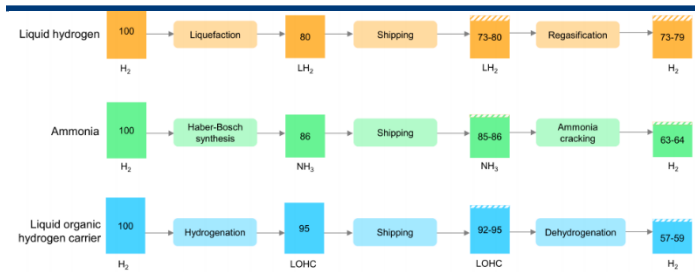 Liquid hydrogen
100
Liquefaction
80
Shipping
73-80
Regasification
73-79
H₂
LH₂
LH₂
H₂
Ammonia
100
Haber-Bosch
synthesis
86
Shipping
85-86
Ammonia
cracking
63-64
H₂
NH₃
NH₃
H₂
Liquid organic
hydrogen carrier
100
Hydrogenation
95
Shipping
92-95
Dehydrogenation
57-59
H₂
LOHC
LOHC
H₂